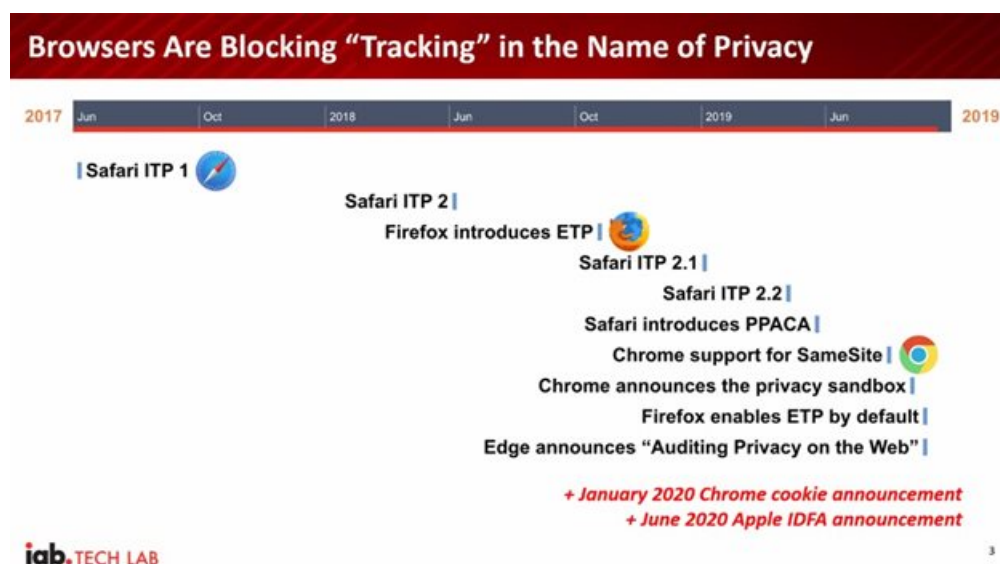 Browsers Are Blocking “Tracking” in the Name of Privacy
2017 Jun Oct 2018 Jun Oct 2019 Jun 2019
Safari ITP 1
Safari ITP 2
Firefox introduces ETP
Safari ITP 2.1
Safari ITP 2.2
Safari introduces PPACA
Chrome support for SameSite
Chrome announces the privacy sandbox
Firefox enables ETP by default
Edge announces “Auditing Privacy on the Web”
+ January 2020 Chrome cookie announcement
+ June 2020 Apple IDFA announcement
iab. TECH LAB
3